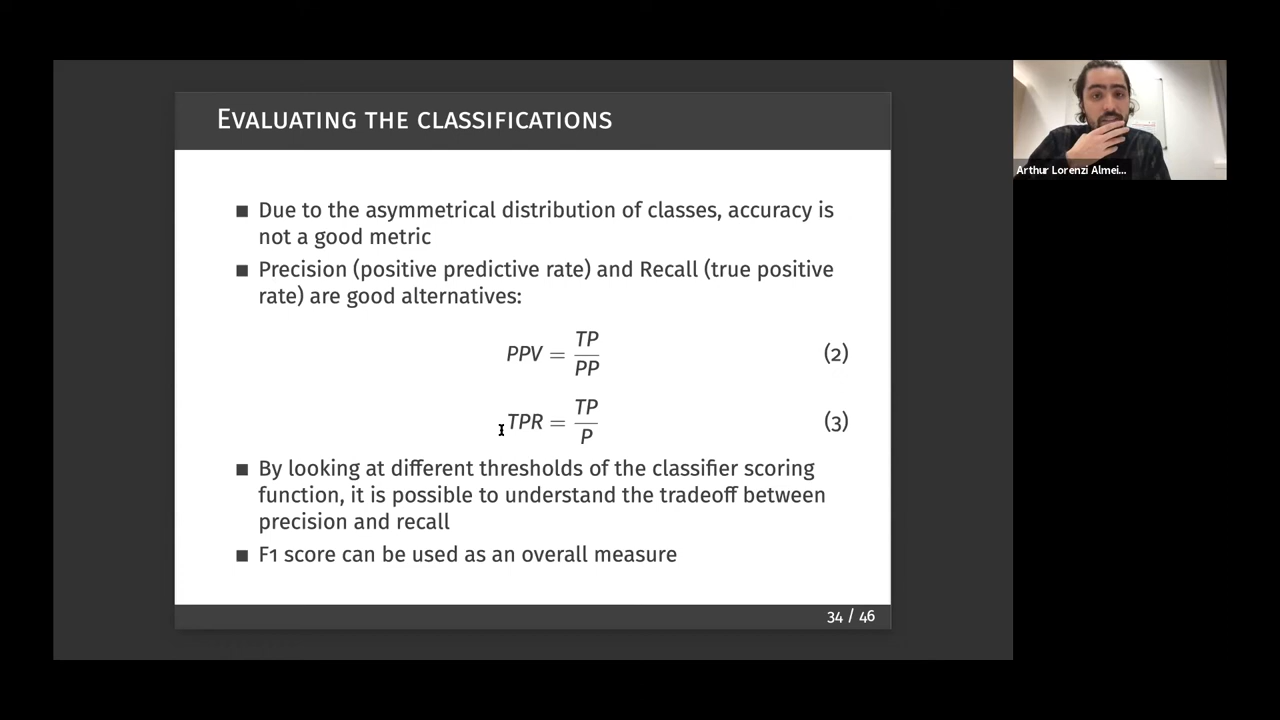 EVALUATING THE CLASSIFICATIONS
■ Due to the asymmetrical distribution of classes, accuracy is
not a good metric
■ Precision (positive predictive rate) and Recall (true positive
rate) are good alternatives:
PPV = TP/PP (2)
TPR = TP/P (3)
■ By looking at different thresholds of the classifier scoring
function, it is possible to understand the tradeoff between
precision and recall
■ F1 score can be used as an overall measure
34 / 46
Arthur Lorenzi Almei...